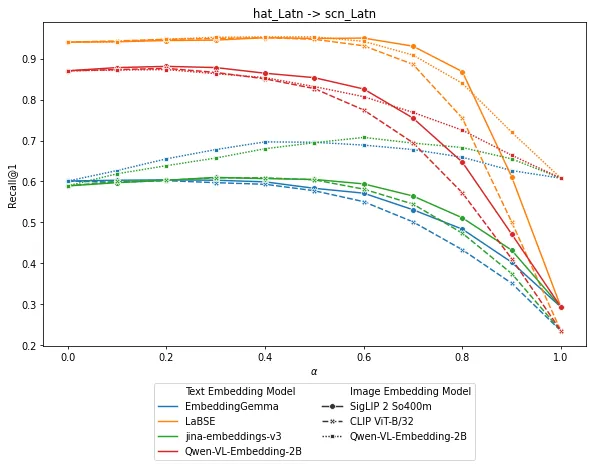 hat_Latn -> scn_Latn
Recall@1
0.9
0.8
0.7
0.6
0.5
0.4
0.3
0.2
0.0 0.2 0.4 0.6 0.8 1.0
α
Text Embedding Model Image Embedding Model
EmbeddingGemma SigLIP 2 So400m
LaBSE CLIP ViT-B/32
jina-embeddings-v3 Qwen-VL-Embedding-2B
Qwen-VL-Embedding-2B